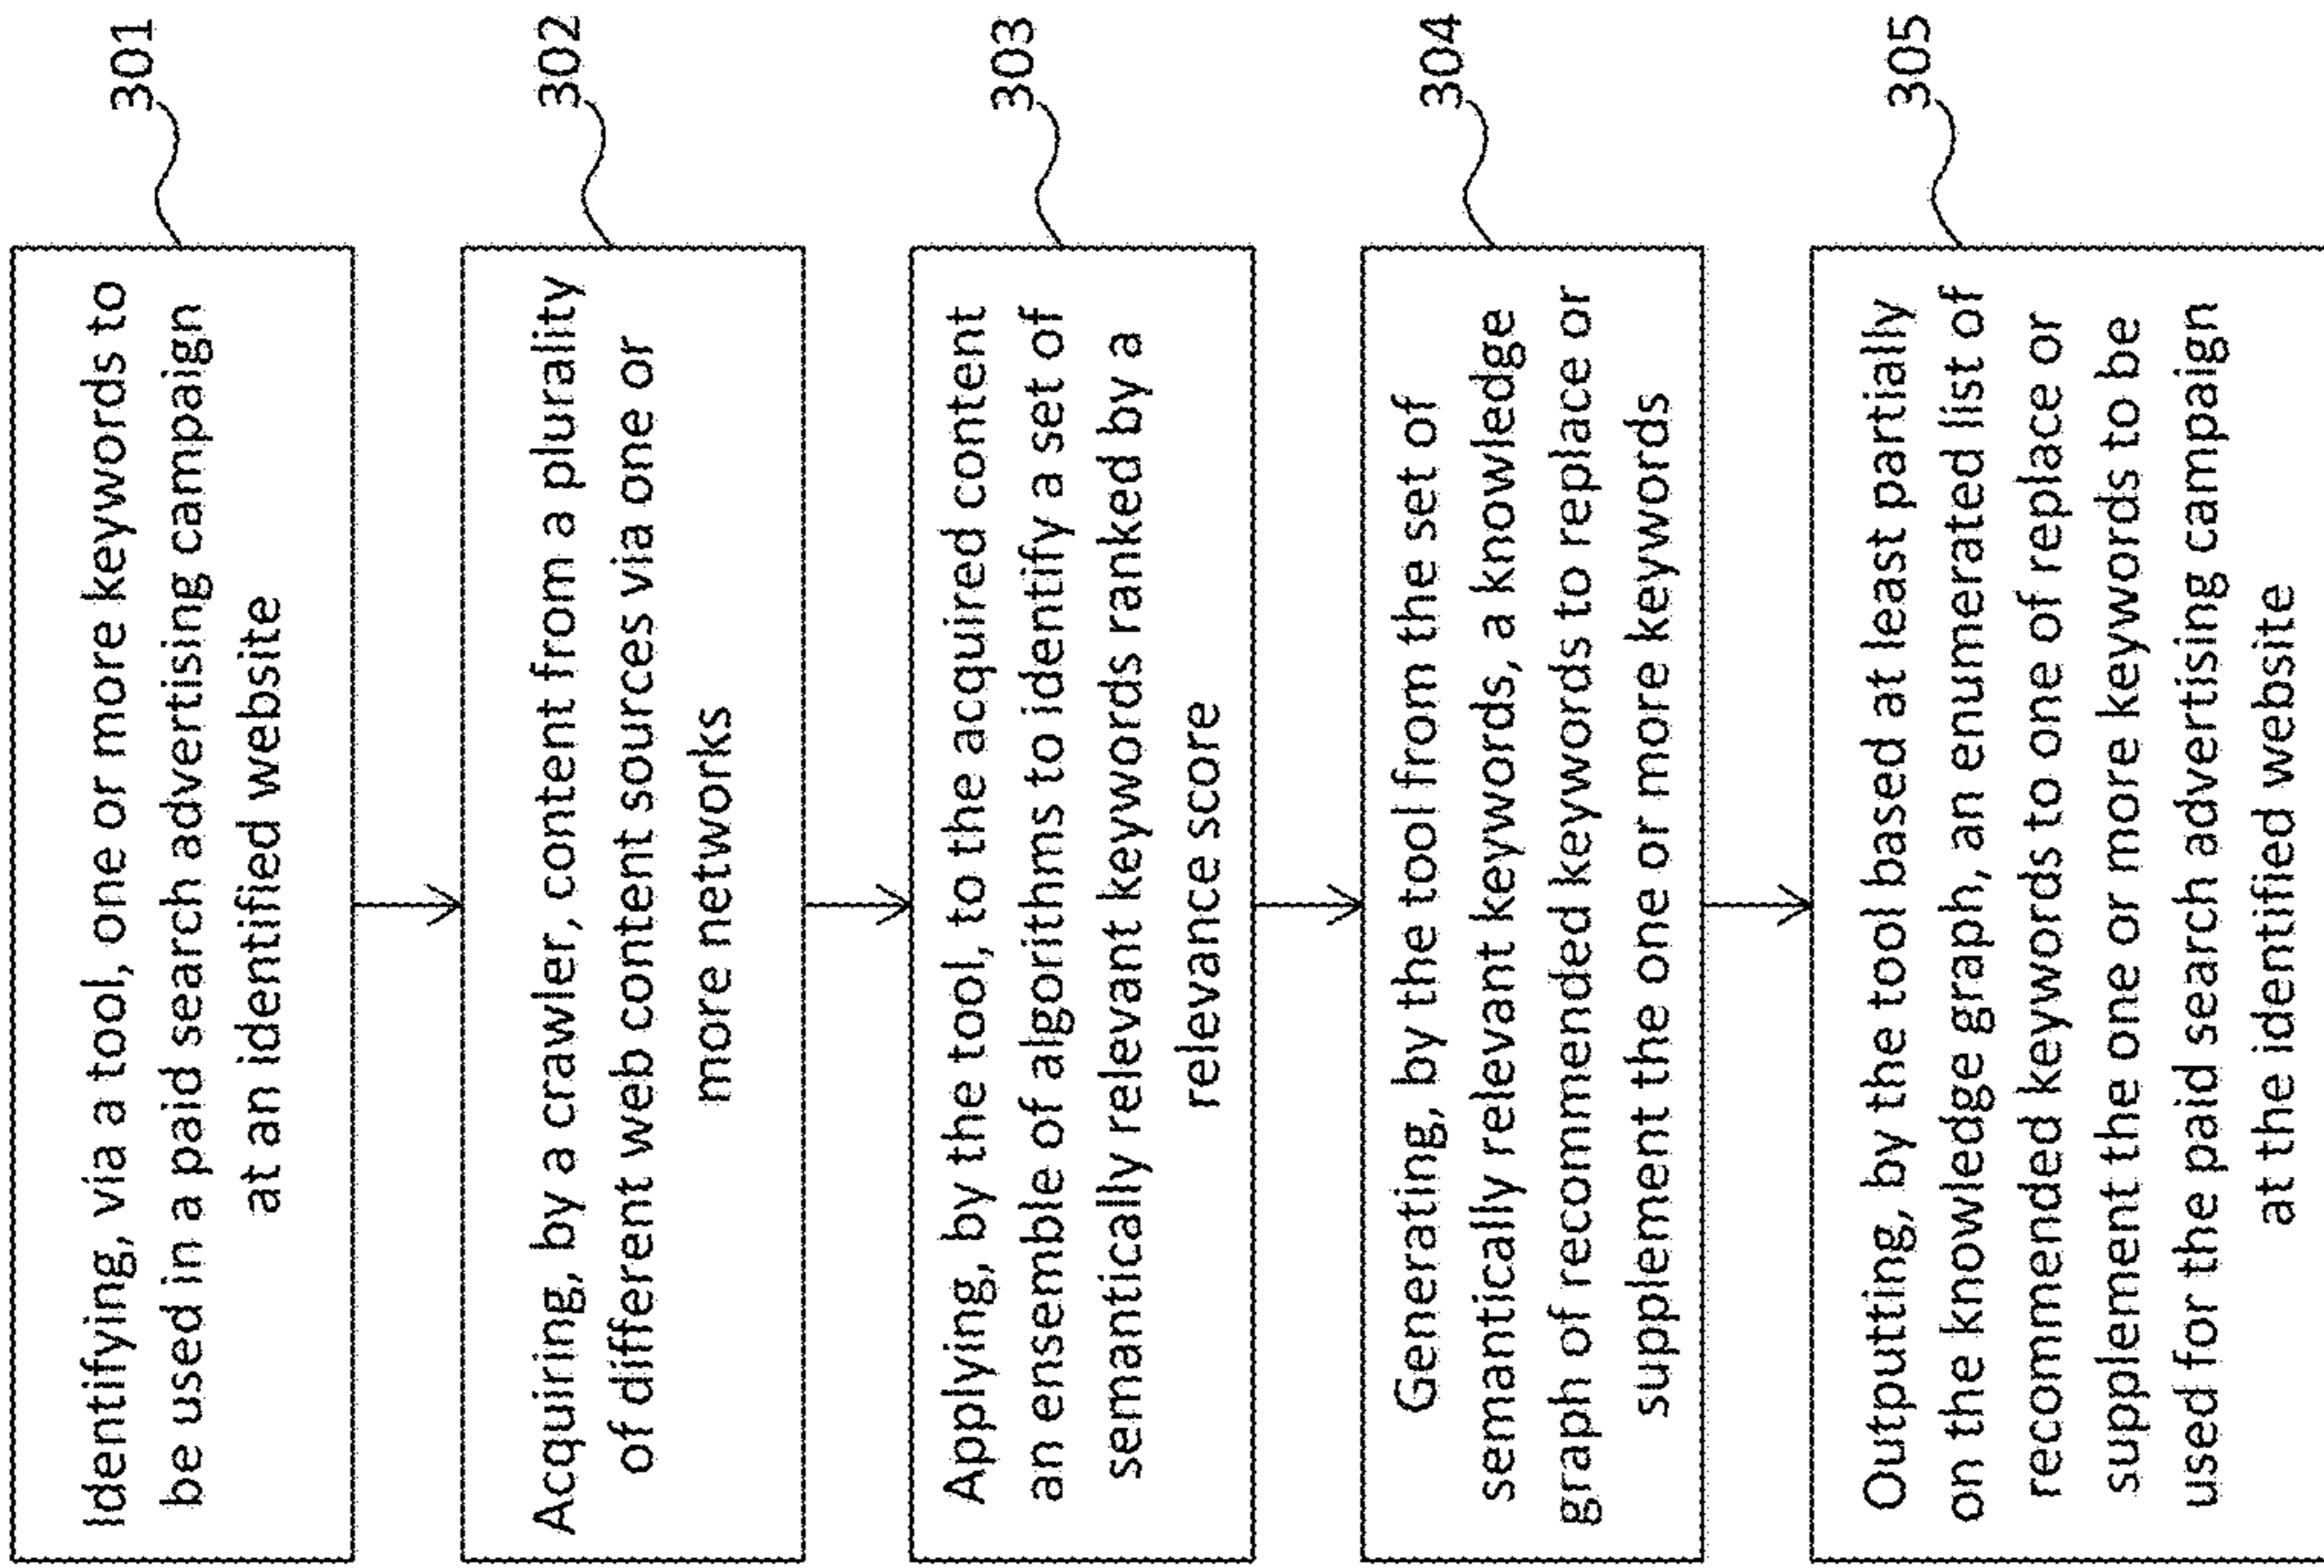 Identifying, via a tool, one or more keywords to
be used in a paid search advertising campaign
at an identified website
301
Acquiring, by a crawler, content from a plurality
of different web content sources via one or
more networks
302
Applying, by the tool, to the acquired content
an ensemble of algorithms to identify a set of
semantically relevant keywords ranked by a
relevance score
303
Generating, by the tool from the set of
semantically relevant keywords, a knowledge
graph of recommended keywords to replace or
supplement the one or more keywords
304
Outputting, by the tool based at least partially
on the knowledge graph, an enumerated list of
recommended keywords to one of replace or
supplement the one or more keywords to be
used for the paid search advertising campaign
at the identified website
305